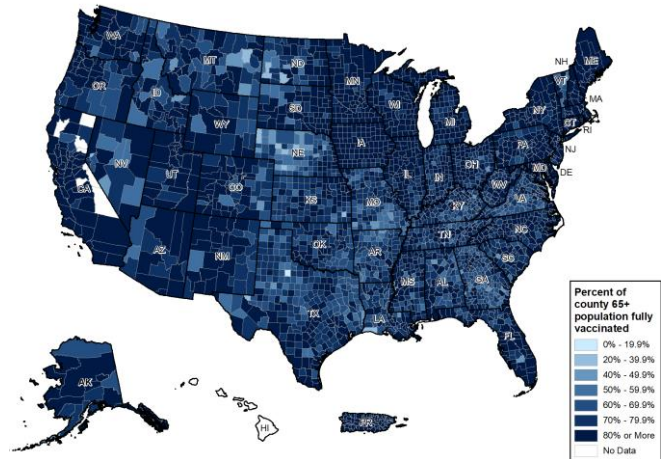 WA
MT
ND
MN
ME
NH
VT
OR
ID
SD
WI
MI
NY
MA
CT
RI
WY
IA
PA
NJ
NE
NV
UT
CO
IL
IN
OH
MD
DE
CA
KS
MO
WV
VA
KY
NC
TN
AZ
NM
OK
AR
SC
MS
AL
GA
TX
LA
FL
AK
HI
PR
Percent of
county 65+
population fully
vaccinated
0% - 19.9%
20% - 39.9%
40% - 49.9%
50% - 59.9%
60% - 69.9%
70% - 79.9%
80% or More
No Data